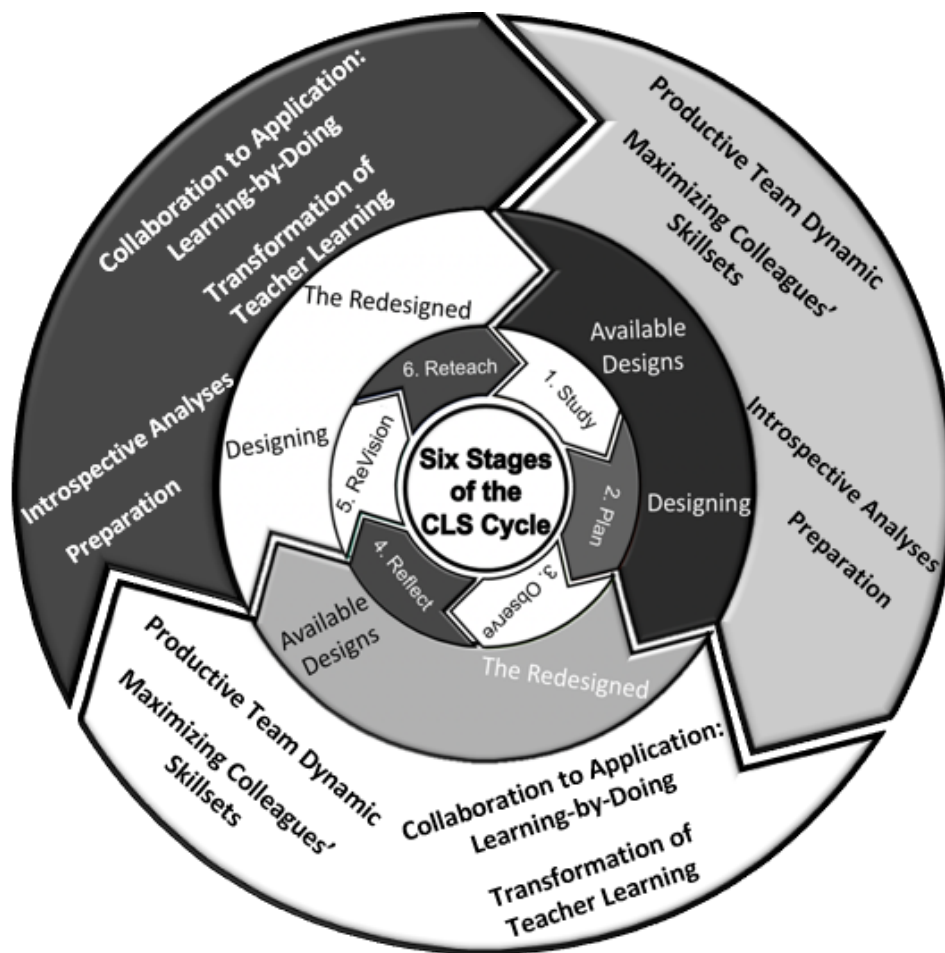 Six Stages
of the
CLS Cycle
1. Study
2. Plan
3. Observe
4. Reflect
5. ReVision
6. Reteach
Available
Designs
Designing
The Redesigned
Available
Designs
Designing
The Redesigned
Productive Team Dynamic
Maximizing Colleagues'
Skillsets
Introspective Analyses
Preparation
Collaboration to Application:
Learning-by-Doing
Transformation of
Teacher Learning
Productive Team Dynamic
Maximizing Colleagues'
Skillsets
Introspective Analyses
Preparation
Collaboration to Application:
Learning-by-Doing
Transformation of
Teacher Learning